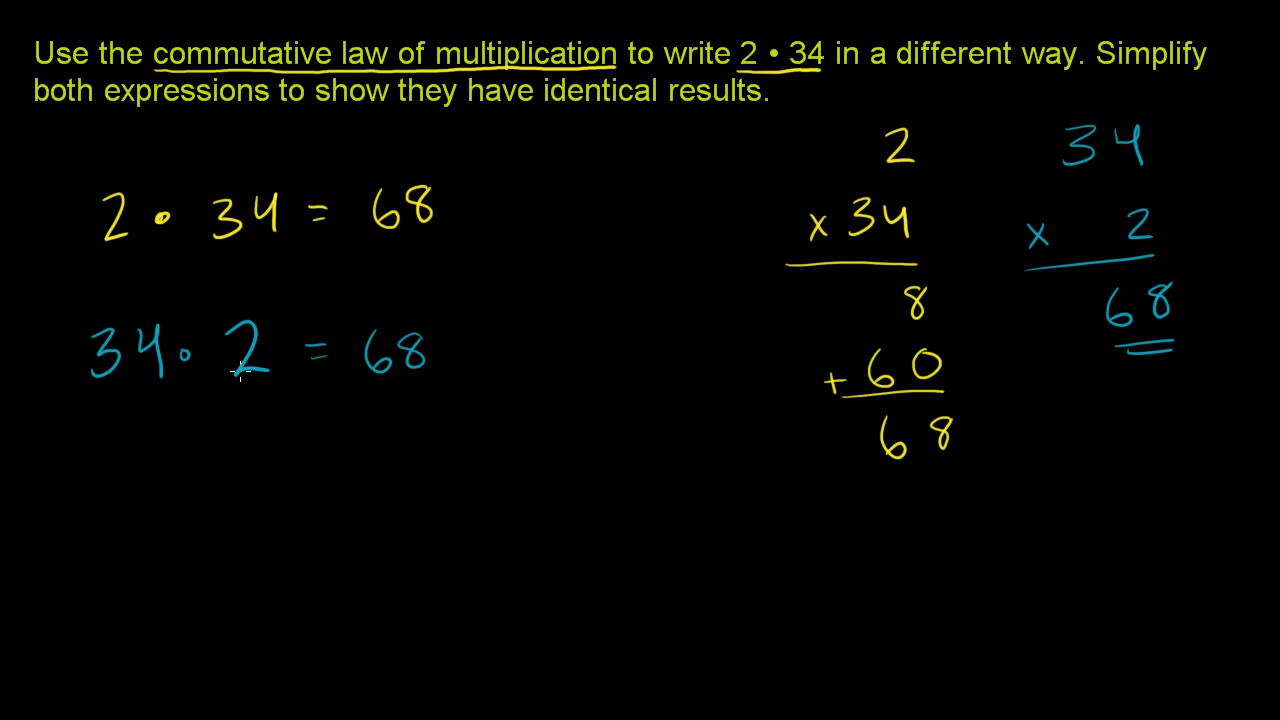 Use the commutative law of multiplication to write 2 • 34 in a different way. Simplify
both expressions to show they have identical results.
2 • 34 = 68
34 • 2 = 68
2
x 34
8
+ 60
68
34
x 2
68